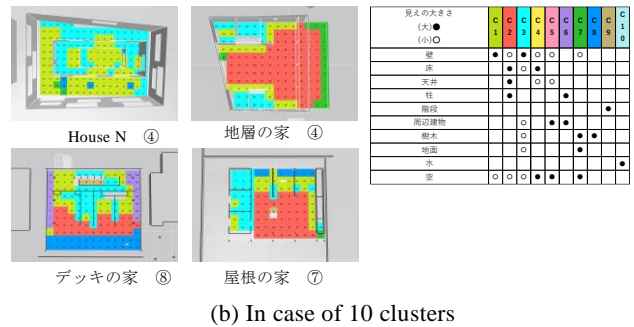 見えの大きさ
(大)●
(小)○
C1 C2 C3 C4 C5 C6 C7 C8 C9 C10
壁 ● ○ ● ○ ○ ○
床 ● ○ ●
天井 ● ○ ○
柱 ● ●
階段 ●
周辺建物 ○ ● ●
樹木 ○ ● ●
地面 ○ ●
水 ●
空 ○ ○ ○ ● ● ●
House N ④
地層の家 ④
デッキの家 ⑧
屋根の家 ⑦
(b) In case of 10 clusters